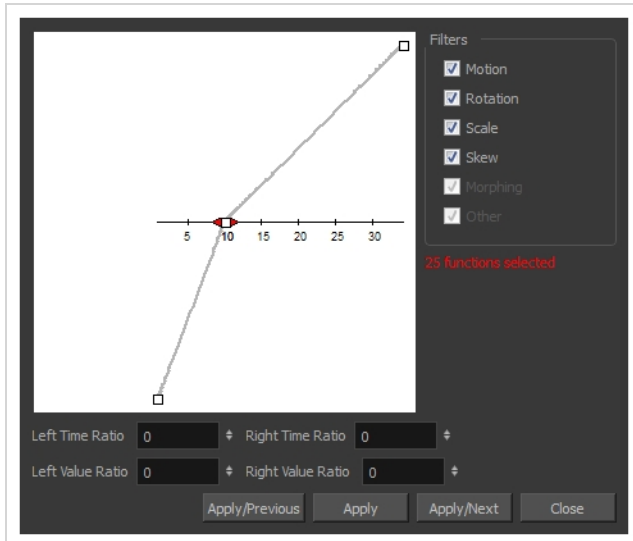 Filters
Motion
Rotation
Scale
Skew
Morphing
Other
25 functions selected
5 10 15 20 25 30
Left Time Ratio 0 Right Time Ratio 0
Left Value Ratio 0 Right Value Ratio 0
Apply/Previous Apply Apply/Next Close